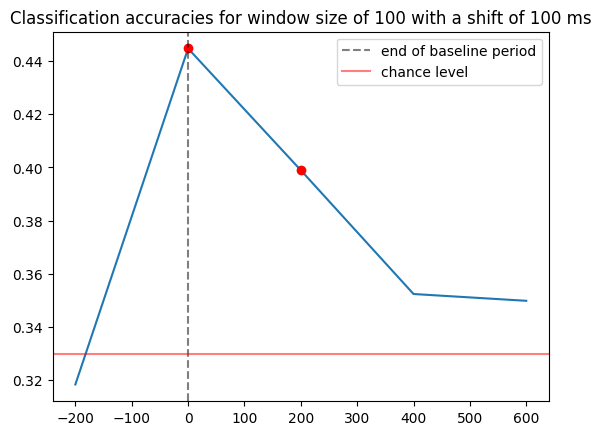 Classification accuracies for window size of 100 with a shift of 100 ms
end of baseline period
chance level
0.44
0.42
0.40
0.38
0.36
0.34
0.32
−200 −100 0 100 200 300 400 500 600